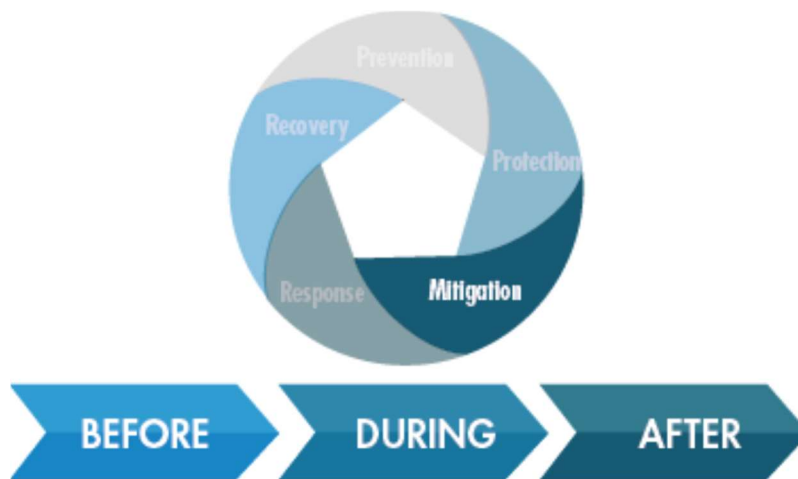 Prevention
Recovery
Protection
Response
Mitigation
BEFORE DURING AFTER